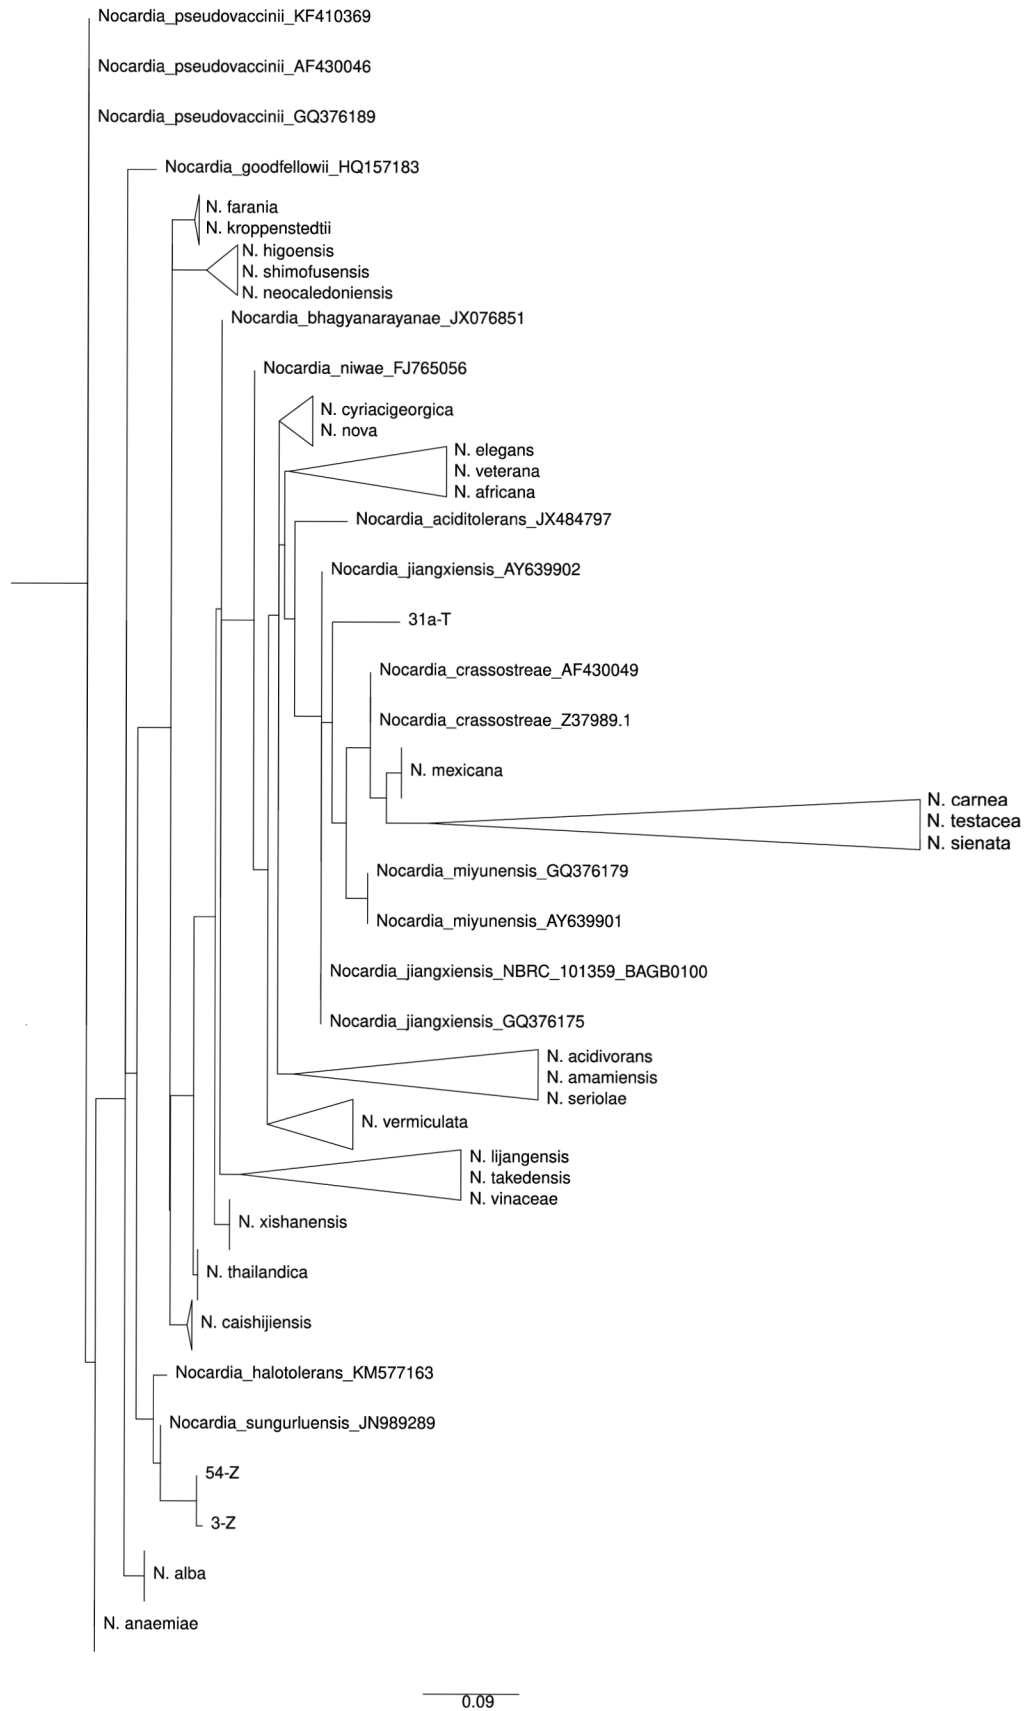 Nocardia_pseudovaccinii_KF410369
Nocardia_pseudovaccinii_AF430046
Nocardia_pseudovaccinii_GQ376189
Nocardia_goodfellowii_HQ157183
N. farania
N. kroppenstedtii
N. higoensis
N. shimofusensis
N. neocaledoniensis
Nocardia_bhagyanarayanae_JX076851
Nocardia_niwae_FJ765056
N. cyriacigeorgica
N. nova
N. elegans
N. veterana
N. africana
Nocardia_aciditolerans_JX484797
Nocardia_jiangxiensis_AY639902
31a-T
Nocardia_crassostreae_AF430049
Nocardia_crassostreae_Z37989.1
N. mexicana
N. carnea
N. testacea
N. sienata
Nocardia_miyunensis_GQ376179
Nocardia_miyunensis_AY639901
Nocardia_jiangxiensis_NBRC_101359_BAGB0100
Nocardia_jiangxiensis_GQ376175
N. acidivorans
N. amamiensis
N. seriolae
N. vermiculata
N. lijangensis
N. takedensis
N. vinaceae
N. xishanensis
N. thailandica
N. caishijiensis
Nocardia_halotolerans_KM577163
Nocardia_sungurluensis_JN989289
54-Z
3-Z
N. alba
N. anaemiae
0.09